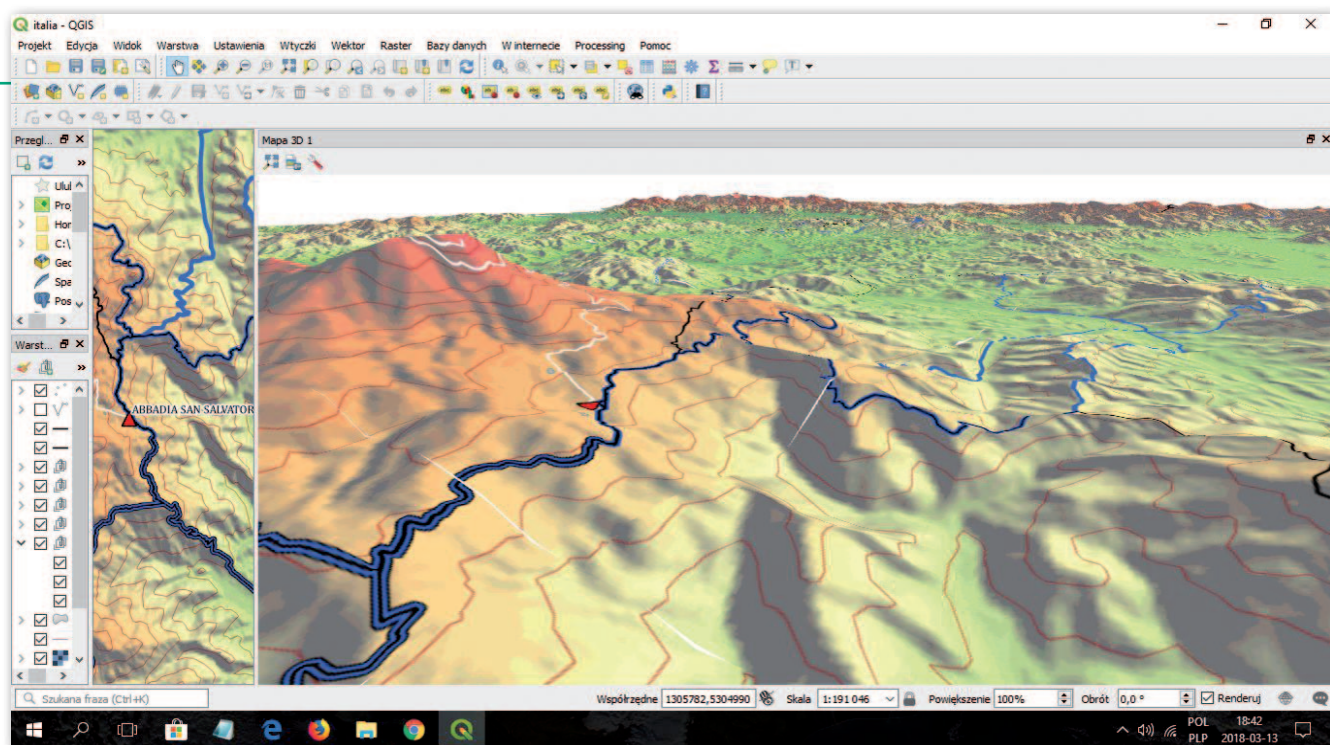 italia - QGIS
Projekt Edycja Widok Warstwa Ustawienia Wtyczki Wektor Raster Bazy danych W internecie Processing Pomoc
Przegl...
Mapa 3D 1
Ulul
Proj
Hor
C:\
Geo
Spa
Pos
Warst...
ABBADIA SAN SALVATOR
Szukana fraza (Ctrl+K)
Współrzędne 1305782,5304990 Skala 1:191 046 Powiększenie 100% Obrót 0,0 ° Renderuj
POL 18:42
PLP 2018-03-13